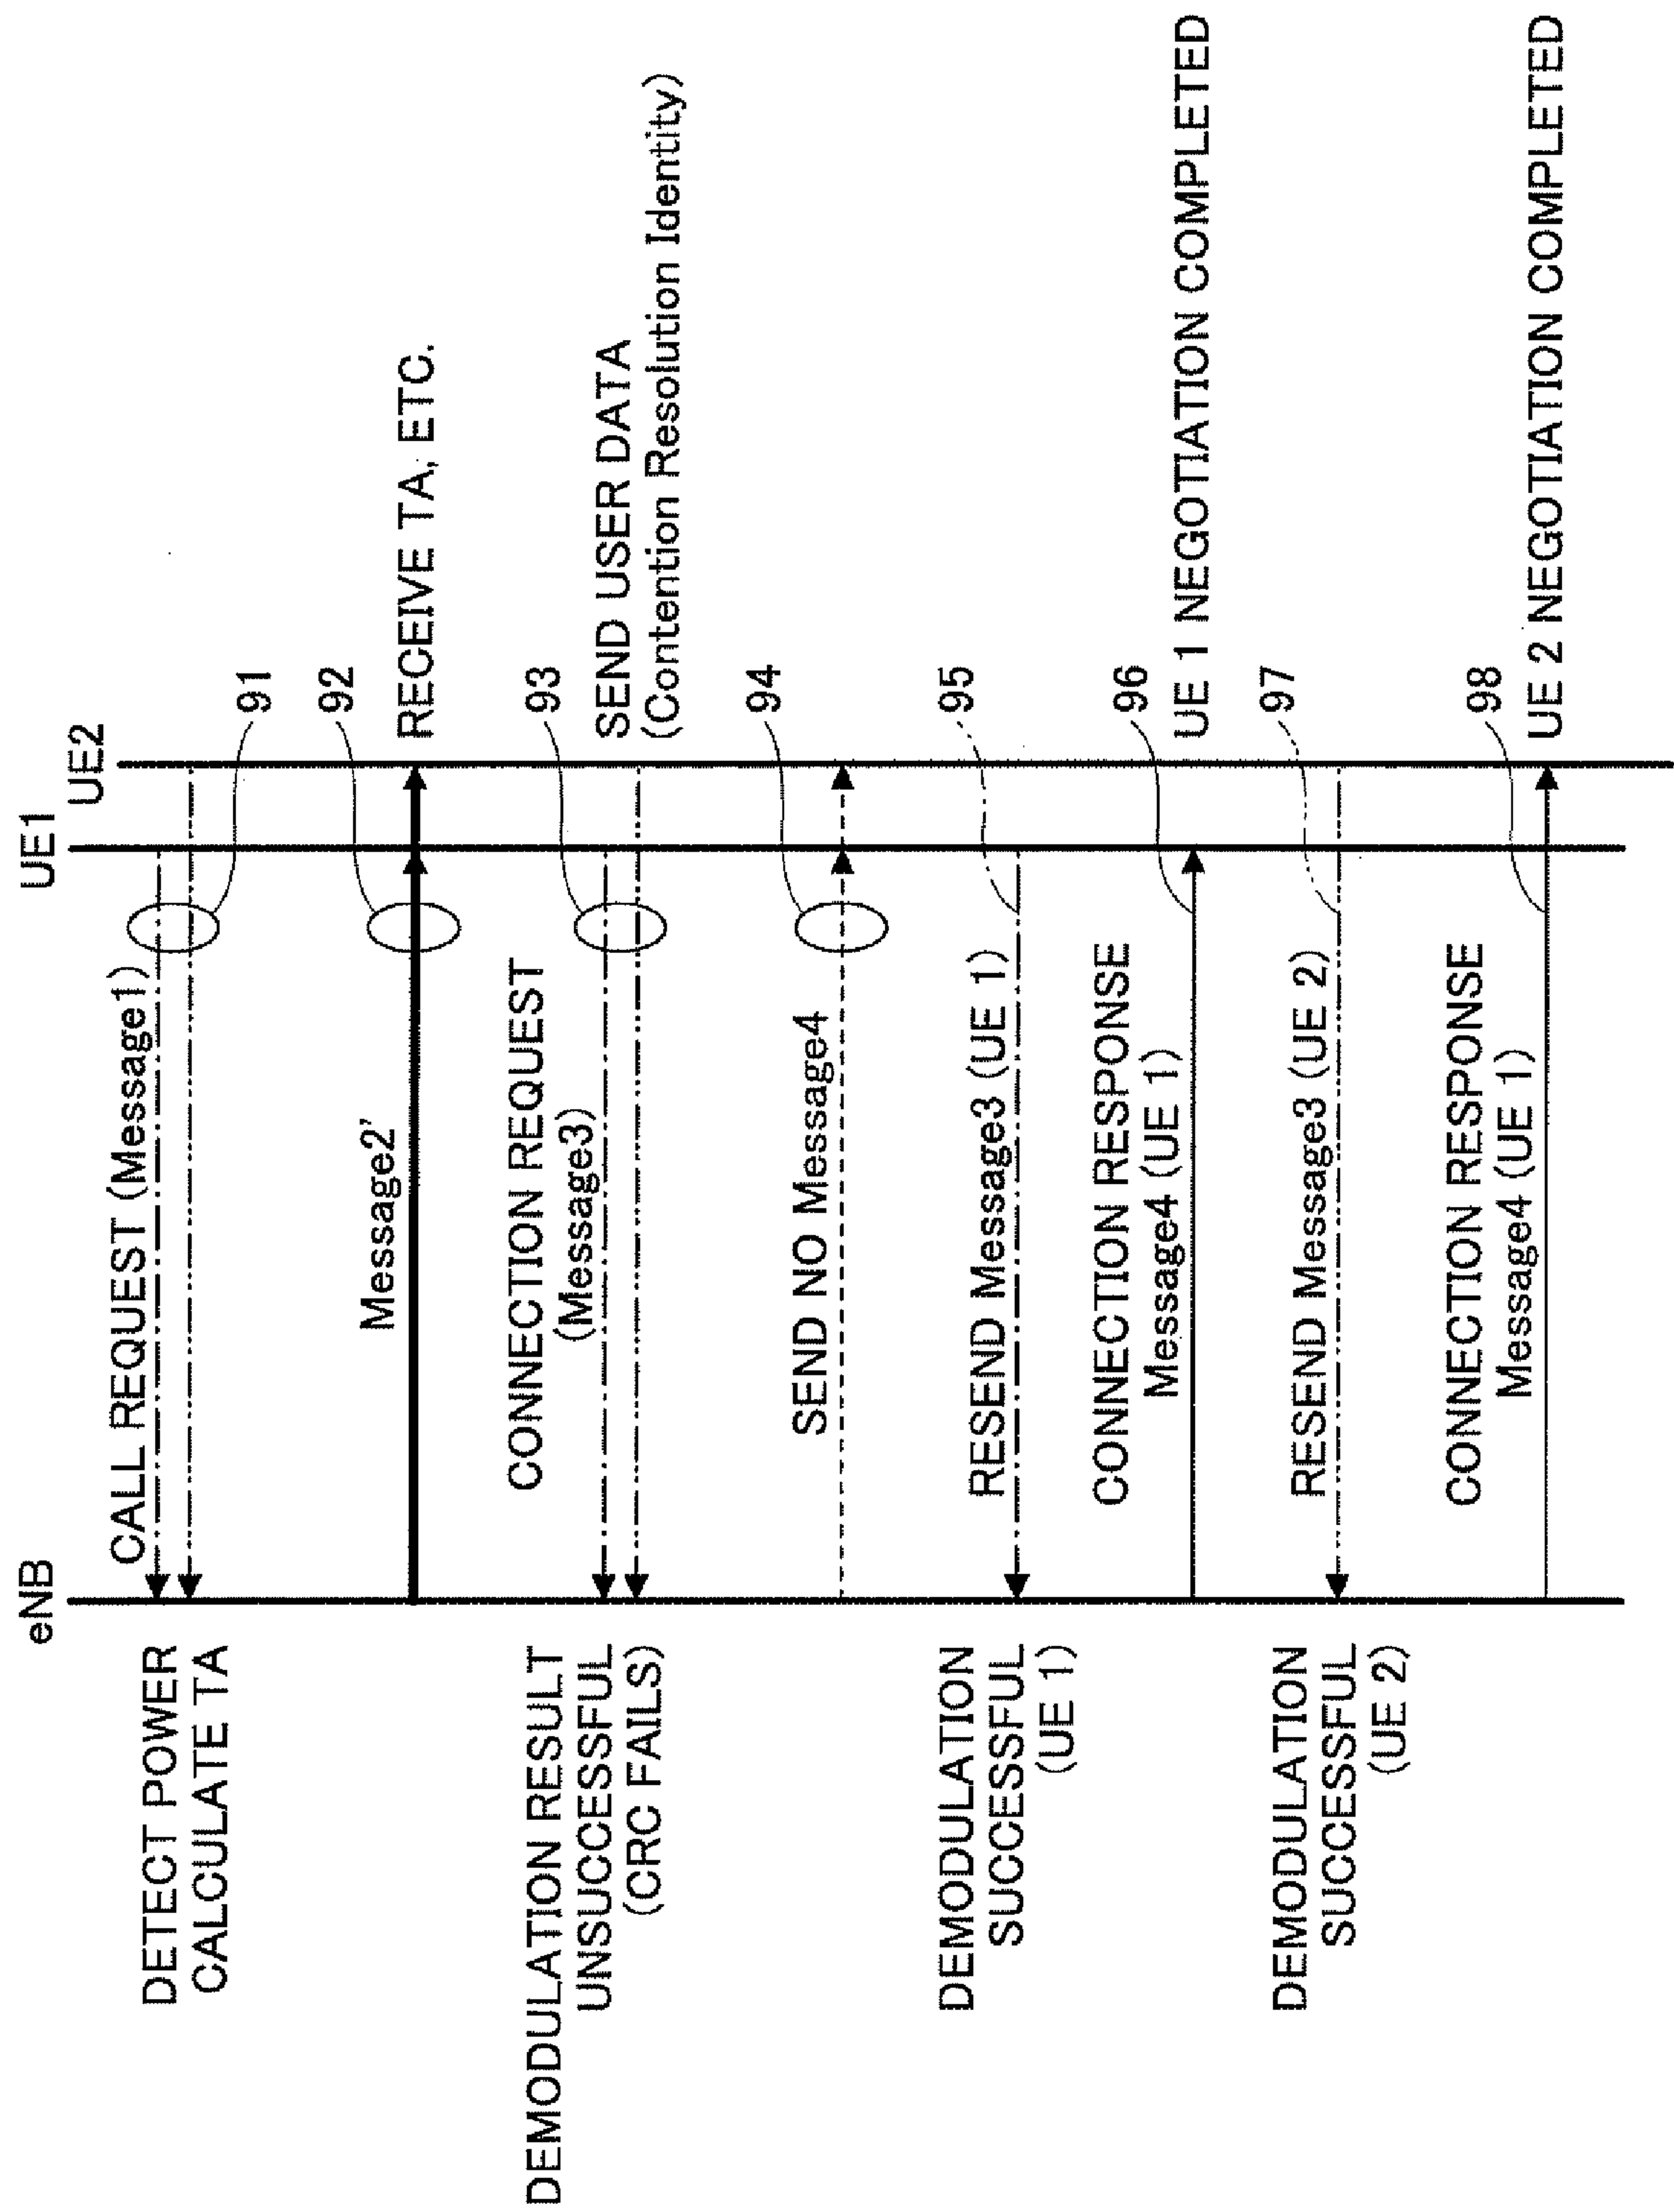 eNB
UE1
UE2
DETECT POWER
CALCULATE TA
CALL REQUEST (Message1)
91
Message2'
92
RECEIVE TA, ETC.
DEMODULATION RESULT
UNSUCCESSFUL
(CRC FAILS)
CONNECTION REQUEST
(Message3)
93
SEND USER DATA
(Contention Resolution Identity)
SEND NO Message4
94
DEMODULATION
SUCCESSFUL
(UE 1)
RESEND Message3 (UE 1)
95
CONNECTION RESPONSE
Message4 (UE 1)
96
UE 1 NEGOTIATION COMPLETED
DEMODULATION
SUCCESSFUL
(UE 2)
RESEND Message3 (UE 2)
97
CONNECTION RESPONSE
Message4 (UE 1)
98
UE 2 NEGOTIATION COMPLETED